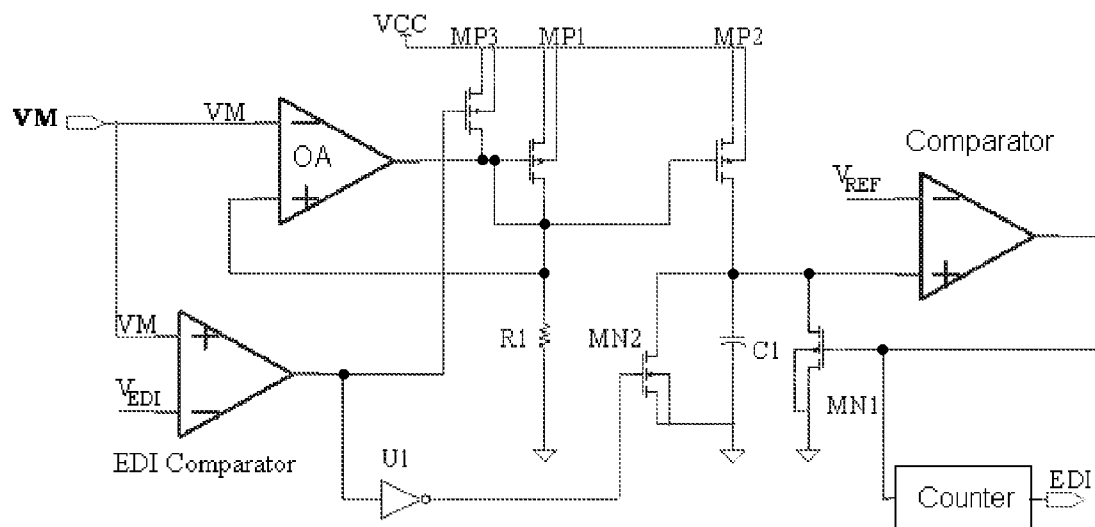 VCC
MP3
MP1
MP2
VM
VM
OA
Comparator
VREF
VM
R1
MN2
C1
VEDI
MN1
EDI Comparator
U1
EDI
Counter